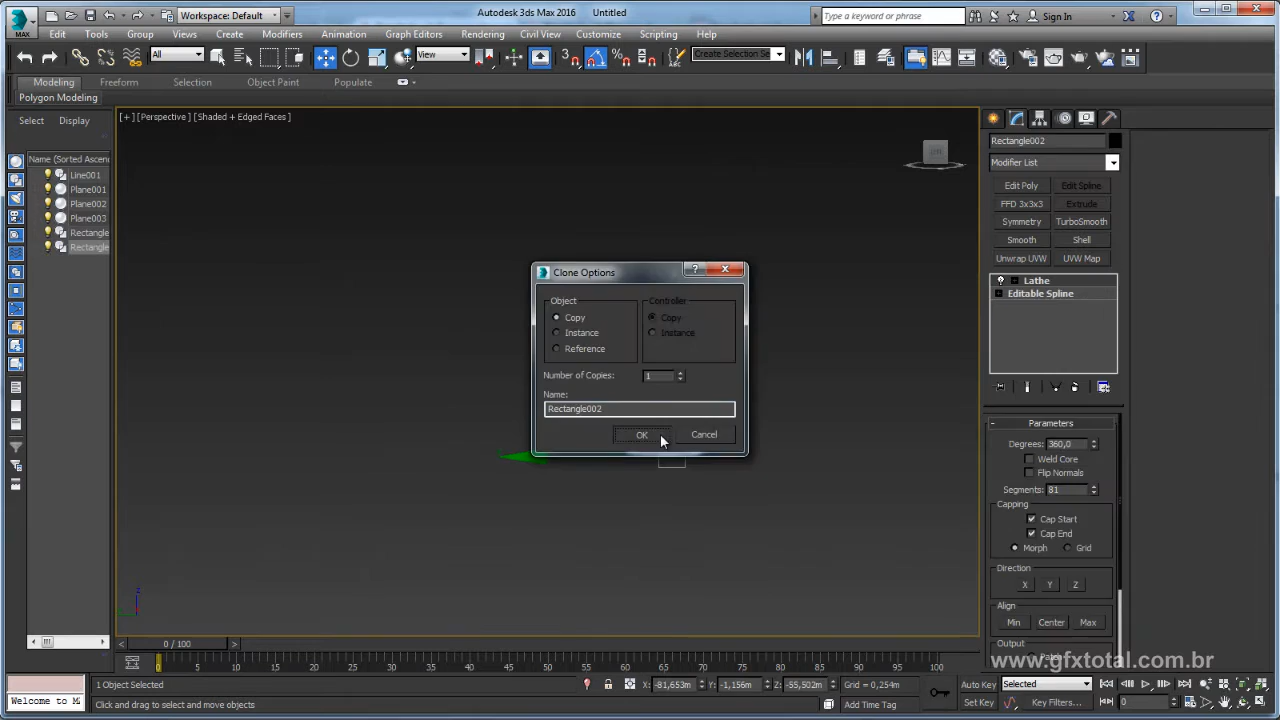 MAX
Workspace: Default
Autodesk 3ds Max 2016 Untitled
Type a keyword or phrase
Sign In
Edit Tools Group Views Create Modifiers Animation Graph Editors Rendering Civil View Customize Scripting Help
All
View
3
Create Selection Se
Modeling Freeform Selection Object Paint Populate
Polygon Modeling
Select Display
[+] [Perspective] [Shaded + Edged Faces]
Name (Sorted Ascen
Line001
Plane001
Plane002
Plane003
Rectangle
Rectangle
Clone Options
Object
Copy
Instance
Reference
Controller
Copy
Instance
Number of Copies: 1
Name:
Rectangle002
OK Cancel
Rectangle002
Modifier List
Edit Poly Edit Spline
FFD 3x3x3 Extrude
Symmetry TurboSmooth
Smooth Shell
Unwrap UVW UVW Map
Lathe
Editable Spline
Parameters
Degrees: 360,0
Weld Core
Flip Normals
Segments: 81
Capping
Cap Start
Cap End
Morph Grid
Direction
X Y Z
Align
Min Center Max
Output
Patch
www.gfxtotal.com.br
z
0 / 100
0 5 10 15 20 25 30 35 40 45 50 55 60 65 70 75 80 85 90 95 100
1 Object Selected
X: -81,653m Y: -1,156m Z: -55,502m Grid = 0,254m
Auto Key Selected
Welcome to M
Click and drag to select and move objects
Add Time Tag
Set Key Key Filters... 0